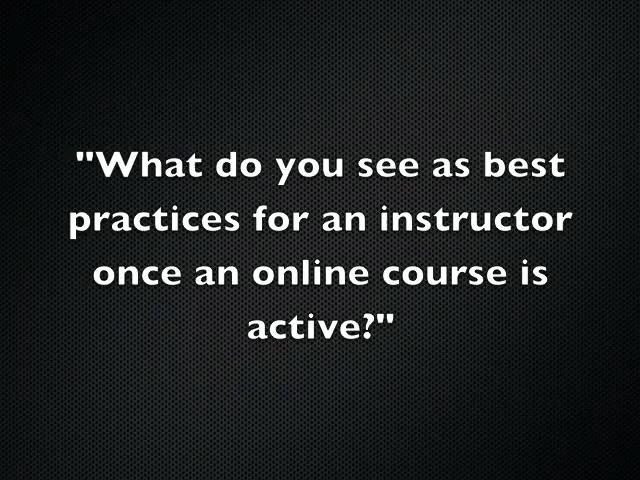 "What do you see as best
practices for an instructor
once an online course is
active?"